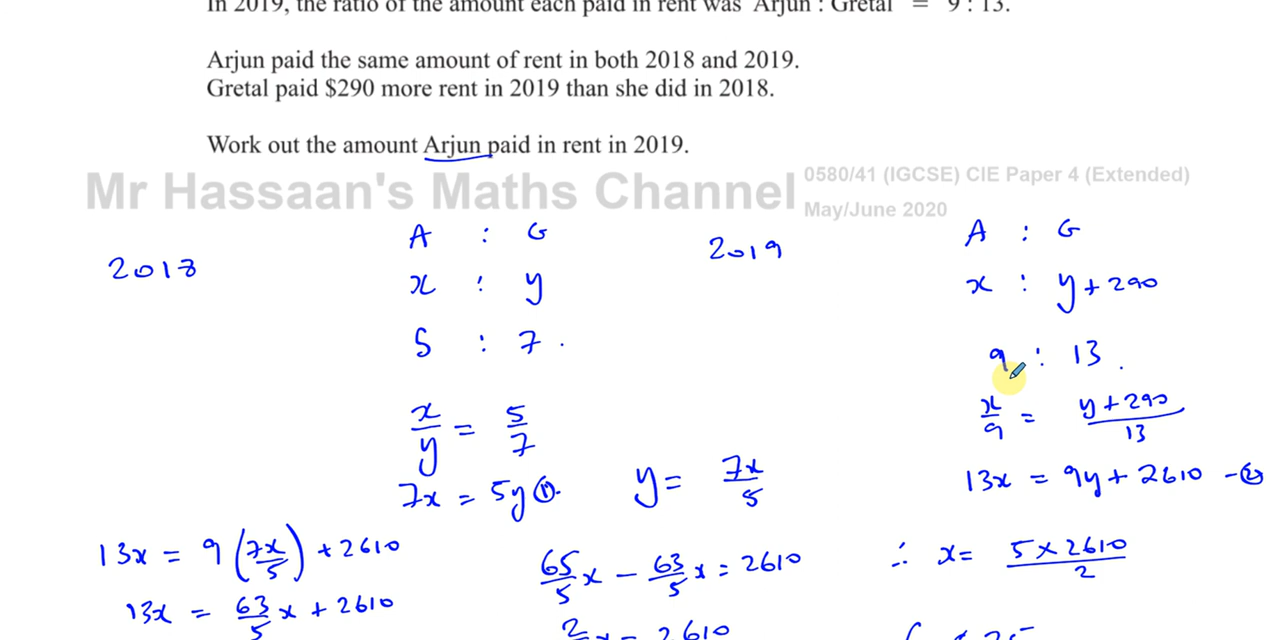 In 2019, the ratio of the amount each paid in rent was Arjun : Gretal = 9 : 13.
Arjun paid the same amount of rent in both 2018 and 2019.
Gretal paid $290 more rent in 2019 than she did in 2018.
Work out the amount Arjun paid in rent in 2019.
Mr Hassaan's Maths Channel
0580/41 (IGCSE) CIE Paper 4 (Extended)
May/June 2020
2018
A : G
x : y
5 : 7.
x/y = 5/7
7x = 5y ①.
y = 7x/5
2019
A : G
x : y + 290
9 : 13.
x/9 = (y + 290)/13
13x = 9y + 2610 - ②
13x = 9(7x/5) + 2610
13x = 63/5 x + 2610
65/5 x - 63/5 x = 2610
2/5 x = 2610
∴ x = (5 × 2610)/2